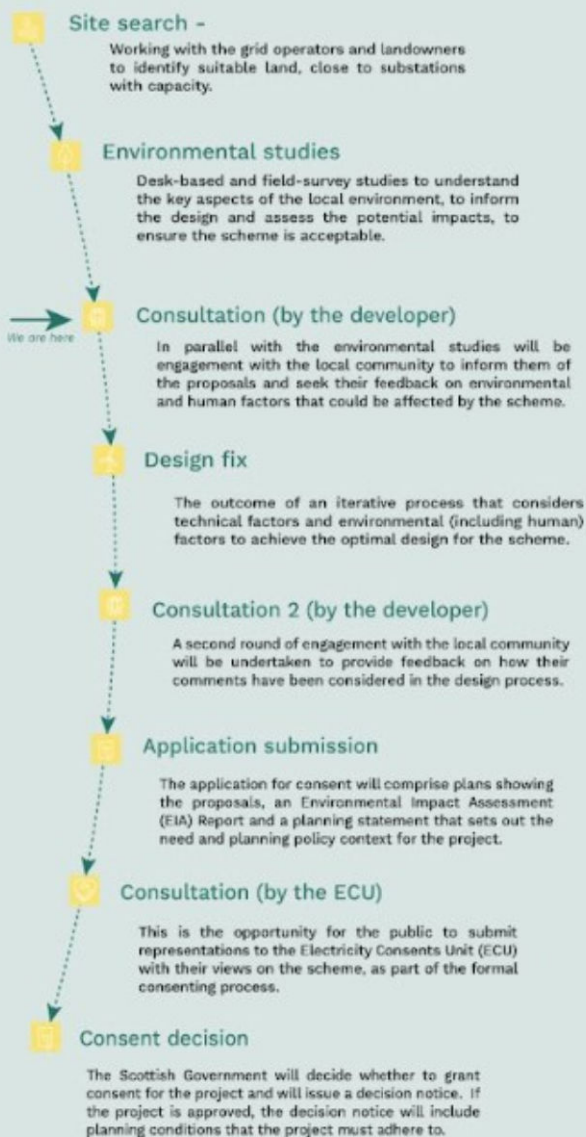 Site search -
Working with the grid operators and landowners
to identify suitable land, close to substations
with capacity.
Environmental studies
Desk-based and field-survey studies to understand
the key aspects of the local environment, to inform
the design and assess the potential impacts, to
ensure the scheme is acceptable.
We are here
Consultation (by the developer)
In parallel with the environmental studies will be
engagement with the local community to inform them of
the proposals and seek their feedback on environmental
and human factors that could be affected by the scheme.
Design fix
The outcome of an iterative process that considers
technical factors and environmental (including human)
factors to achieve the optimal design for the scheme.
Consultation 2 (by the developer)
A second round of engagement with the local community
will be undertaken to provide feedback on how their
comments have been considered in the design process.
Application submission
The application for consent will comprise plans showing
the proposals, an Environmental Impact Assessment
(EIA) Report and a planning statement that sets out the
need and planning policy context for the project.
Consultation (by the ECU)
This is the opportunity for the public to submit
representations to the Electricity Consents Unit (ECU)
with their views on the scheme, as part of the formal
consenting process.
Consent decision
The Scottish Government will decide whether to grant
consent for the project and will issue a decision notice. If
the project is approved, the decision notice will include
planning conditions that the project must adhere to.